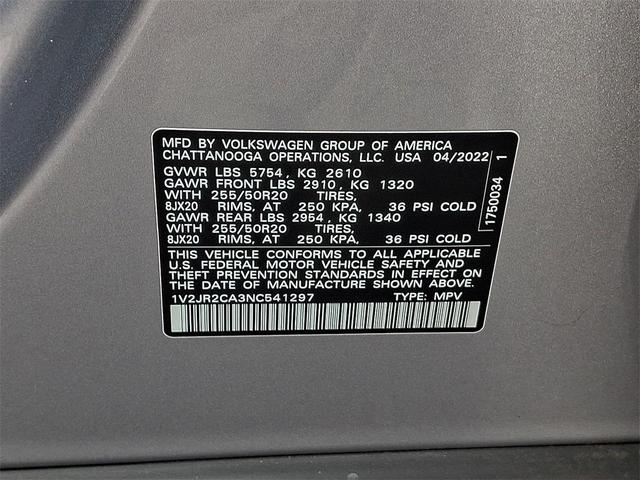 MFD BY VOLKSWAGEN GROUP OF AMERICA
CHATTANOOGA OPERATIONS, LLC. USA 04/2022
GVWR LBS 5754, KG 2610
GAWR FRONT LBS 2910, KG 1320
WITH 255/50R20 TIRES,
8JX20 RIMS, AT 250 KPA, 36 PSI COLD
GAWR REAR LBS 2954, KG 1340
WITH 255/50R20 TIRES,
8JX20 RIMS, AT 250 KPA, 36 PSI COLD
THIS VEHICLE CONFORMS TO ALL APPLICABLE
U.S. FEDERAL MOTOR VEHICLE SAFETY AND
THEFT PREVENTION STANDARDS IN EFFECT ON
THE DATE OF MANUFACTURE SHOWN ABOVE.
1V2JR2CA3NC541297 TYPE: MPV
1750034 1